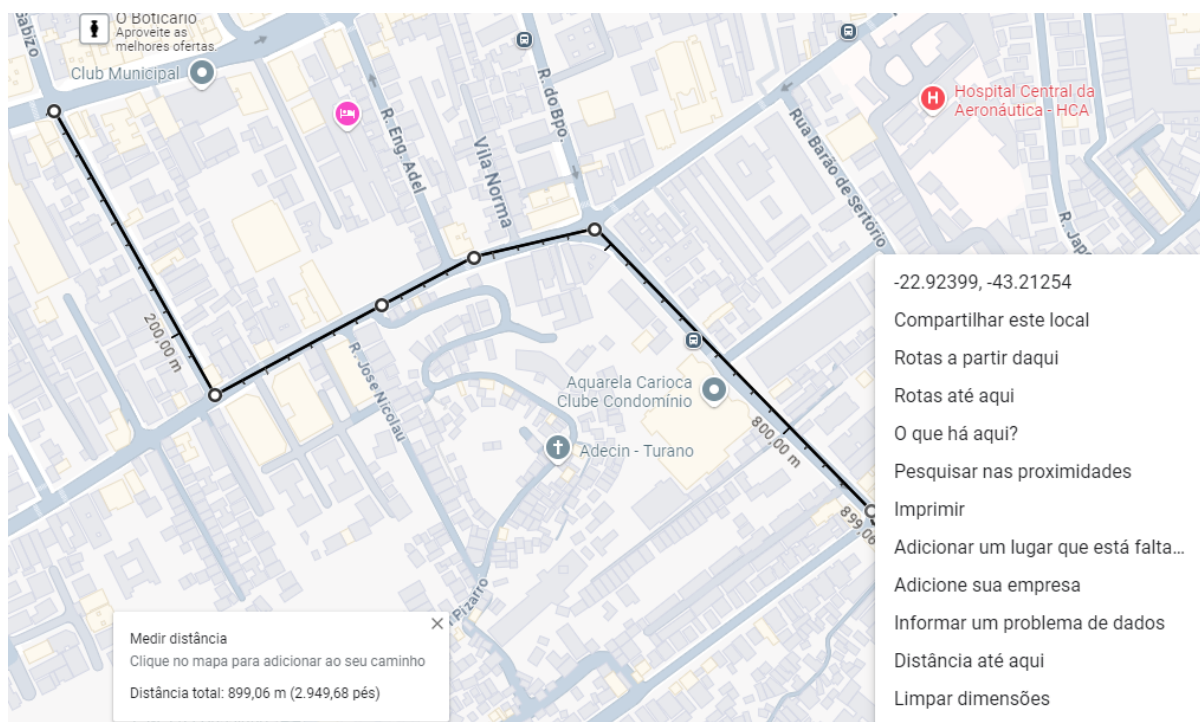 O Boticário
Aproveite as
melhores ofertas.
Club Municipal
R. Eng. Adel
Vila Norma
R. do Bpo.
Rua Barão de Sertório
Hospital Central da
Aeronáutica - HCA
R. Jap
200,00 m
R. Jose Nicolau
Aquarela Carioca
Clube Condomínio
Adecin - Turano
800,00 m
899,06
Pizarro
-22.92399, -43.21254
Compartilhar este local
Rotas a partir daqui
Rotas até aqui
O que há aqui?
Pesquisar nas proximidades
Imprimir
Adicionar um lugar que está falta...
Adicione sua empresa
Informar um problema de dados
Distância até aqui
Limpar dimensões
Medir distância
Clique no mapa para adicionar ao seu caminho
Distância total: 899,06 m (2.949,68 pés)